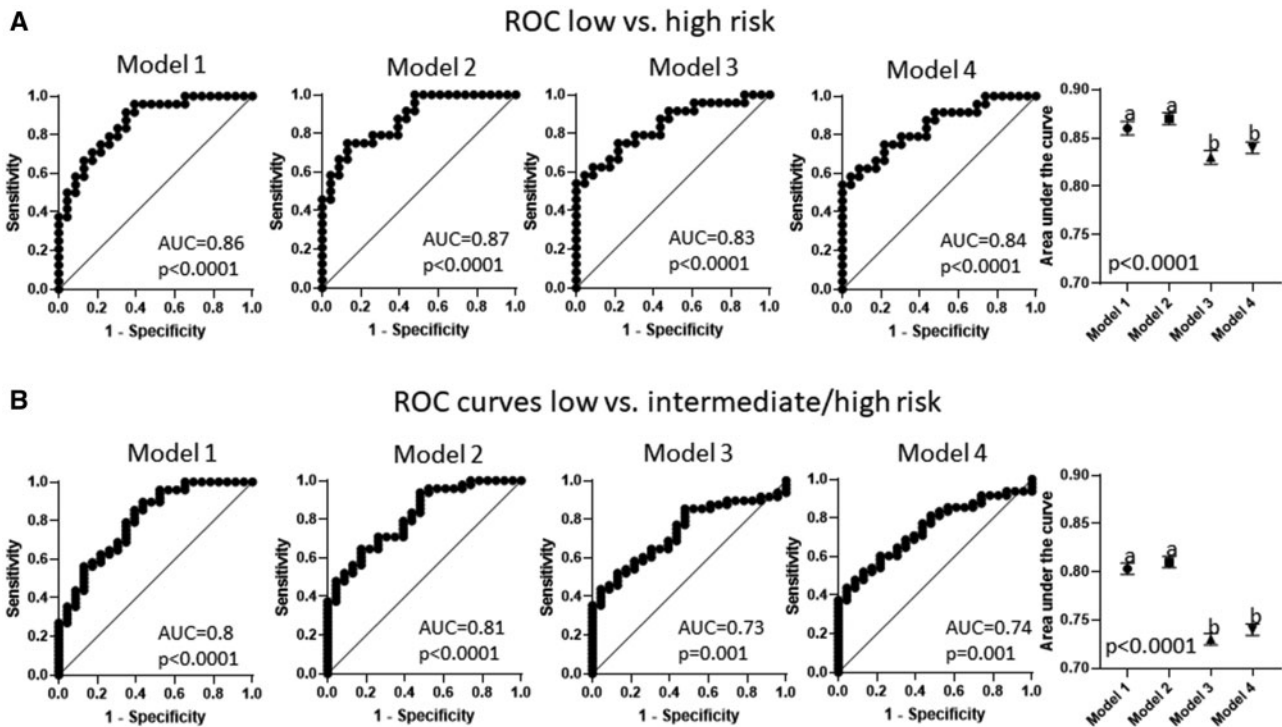 A
ROC low vs. high risk
Model 1
Model 2
Model 3
Model 4
Sensitivity
1.0
0.8
0.6
0.4
0.2
0.0
AUC=0.86
p<0.0001
0.0 0.2 0.4 0.6 0.8 1.0
1 - Specificity
Sensitivity
1.0
0.8
0.6
0.4
0.2
0.0
AUC=0.87
p<0.0001
0.0 0.2 0.4 0.6 0.8 1.0
1 - Specificity
Sensitivity
1.0
0.8
0.6
0.4
0.2
0.0
AUC=0.83
p<0.0001
0.0 0.2 0.4 0.6 0.8 1.0
1 - Specificity
Sensitivity
1.0
0.8
0.6
0.4
0.2
0.0
AUC=0.84
p<0.0001
0.0 0.2 0.4 0.6 0.8 1.0
1 - Specificity
Area under the curve
0.90
0.85
0.80
0.75
0.70
a a b b
p<0.0001
Model 1
Model 2
Model 3
Model 4
B
ROC curves low vs. intermediate/high risk
Model 1
Model 2
Model 3
Model 4
Sensitivity
1.0
0.8
0.6
0.4
0.2
0.0
AUC=0.8
p<0.0001
0.0 0.2 0.4 0.6 0.8 1.0
1 - Specificity
Sensitivity
1.0
0.8
0.6
0.4
0.2
0.0
AUC=0.81
p<0.0001
0.0 0.2 0.4 0.6 0.8 1.0
1 - Specificity
Sensitivity
1.0
0.8
0.6
0.4
0.2
0.0
AUC=0.73
p=0.001
0.0 0.2 0.4 0.6 0.8 1.0
1 - Specificity
Sensitivity
1.0
0.8
0.6
0.4
0.2
0.0
AUC=0.74
p=0.001
0.0 0.2 0.4 0.6 0.8 1.0
1 - Specificity
Area under the curve
0.90
0.85
0.80
0.75
0.70
a a b b
p<0.0001
Model 1
Model 2
Model 3
Model 4